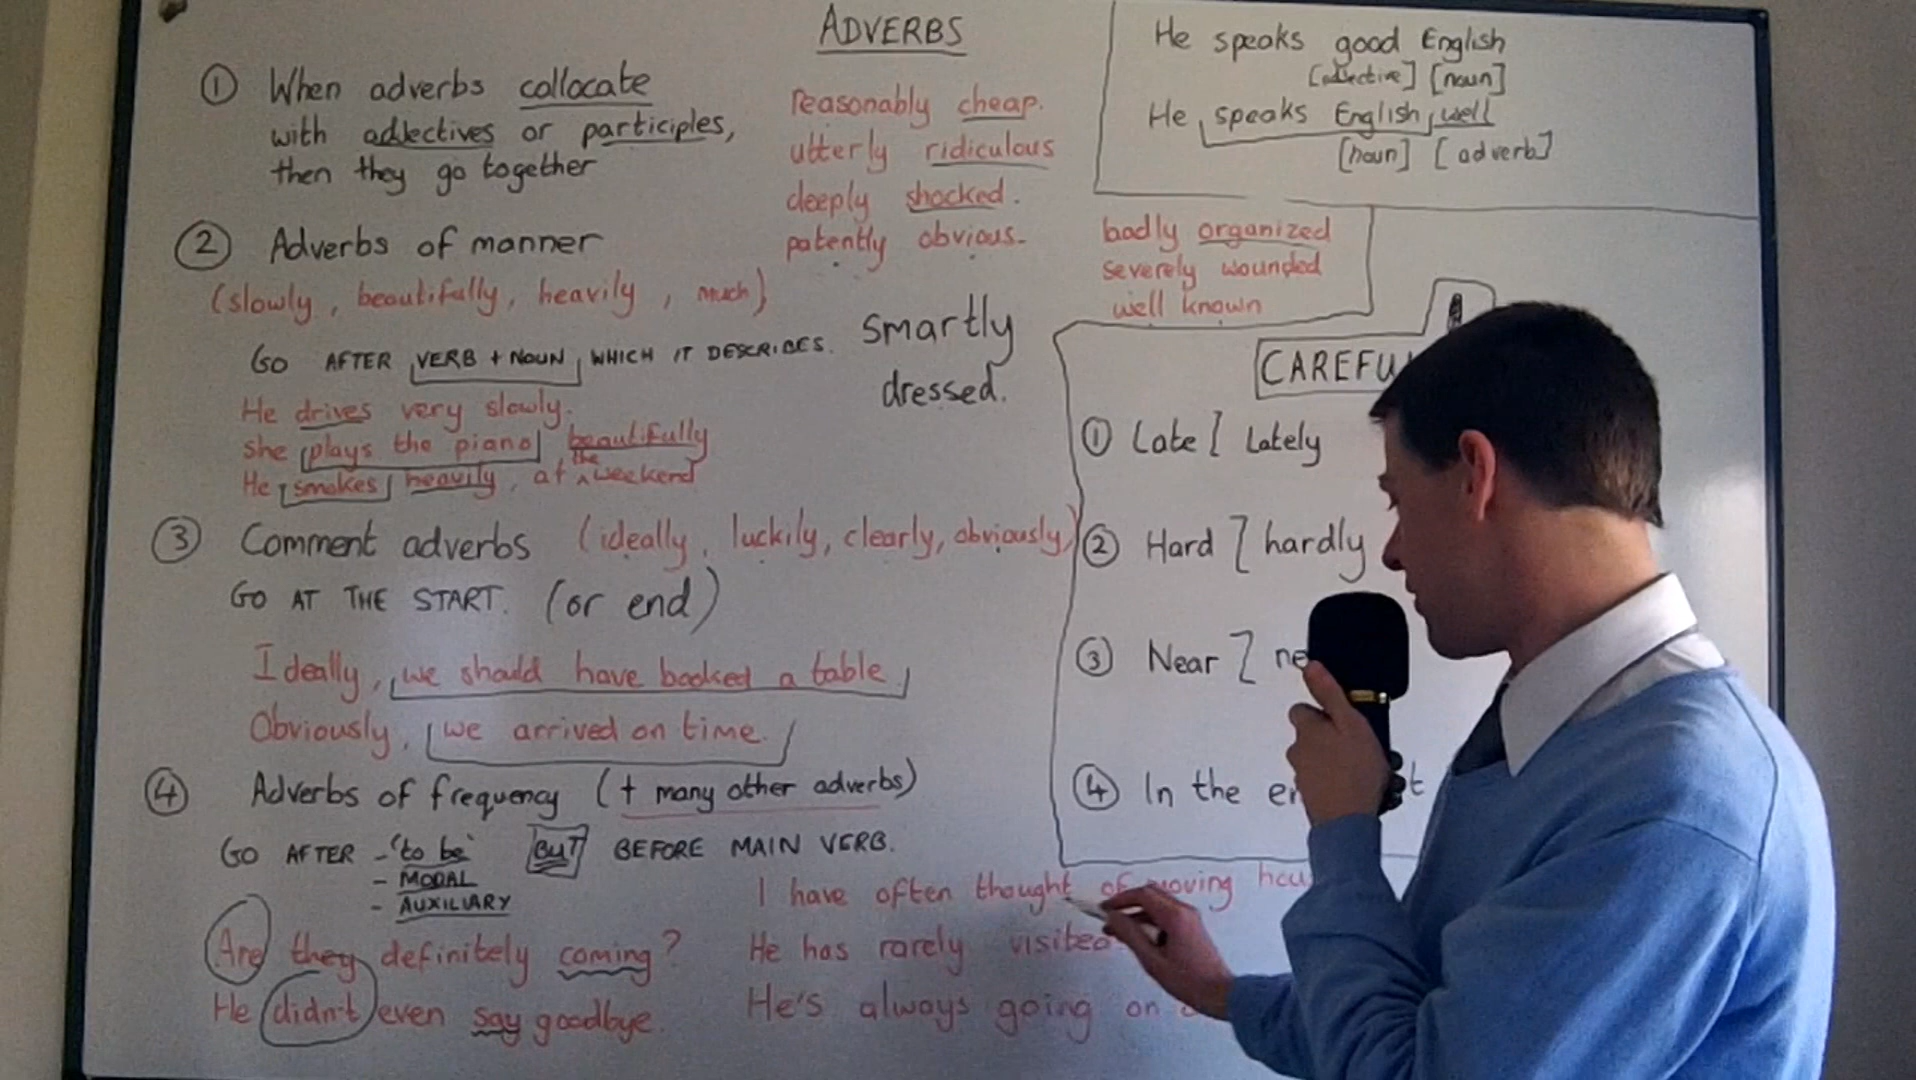 ADVERBS
① When adverbs collocate
with adjectives or participles,
then they go together
reasonably cheap.
utterly ridiculous
deeply shocked.
patently obvious.
He speaks good English
[adjective] [noun]
He speaks English well
[noun] [adverb]
badly organized
severely wounded
well known
② Adverbs of manner
(slowly, beautifully, heavily, much)
GO AFTER VERB + NOUN, WHICH IT DESCRIBES.
smartly
dressed.
He drives very slowly.
She plays the piano beautifully
He smokes heavily, at the weekend
③ Comment adverbs (ideally, luckily, clearly, obviously)
GO AT THE START. (or end)
Ideally, we should have booked a table
Obviously, we arrived on time.
④ Adverbs of frequency (+ many other adverbs)
GO AFTER - 'to be' BUT BEFORE MAIN VERB.
- MODAL
- AUXILIARY
Are they definitely coming?
He didn't even say goodbye.
I have often thought of moving
He has rarely visited
He's always going on
CAREFU
① Late [ Lately
② Hard ] hardly
③ Near ]
④ In the